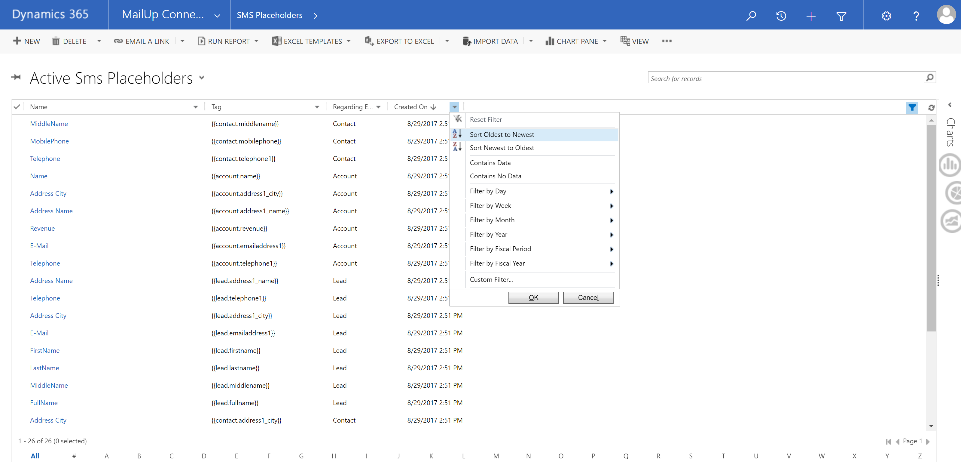 Dynamics 365 MailUp Conne... SMS Placeholders
NEW DELETE EMAIL A LINK RUN REPORT EXCEL TEMPLATES EXPORT TO EXCEL IMPORT DATA CHART PANE VIEW
Active Sms Placeholders
Search for records
Name Tag Regarding E... Created On
MIddleName {{contact.middlename}} Contact 8/29/2017 2:5
MobilePhone {{contact.mobilephone}} Contact 8/29/2017 2:51
Telephone {{contact.telephone1}} Contact 8/29/2017 2:5
Name {{account.name}} Account 8/29/2017 2:51
Address City {{account.address1_city}} Account 8/29/2017 2:51
Address Name {{account.address1_name}} Account 8/29/2017 2:51
Revenue {{account.revenue}} Account 8/29/2017 2:51
E-Mail {{account.emailaddress1}} Account 8/29/2017 2:51
Telephone {{account.telephone1}} Account 8/29/2017 2:51
Address Name {{lead.address1_name}} Lead 8/29/2017 2:51
Telephone {{lead.telephone1}} Lead 8/29/2017 2:51
Address City {{lead.address1_city}} Lead 8/29/2017 2:51 PM
E-Mail {{lead.emailaddress1}} Lead 8/29/2017 2:51 PM
FirstName {{lead.firstname}} Lead 8/29/2017 2:51 PM
LastName {{lead.lastname}} Lead 8/29/2017 2:51 PM
MiddleName {{lead.middlename}} Lead 8/29/2017 2:51 PM
FullName {{lead.fullname}} Lead 8/29/2017 2:51 PM
Address City {{contact.address1_city}} Contact 8/29/2017 2:51 PM
Reset Filter
Sort Oldest to Newest
Sort Newest to Oldest
Contains Data
Contains No Data
Filter by Day
Filter by Week
Filter by Month
Filter by Year
Filter by Fiscal Period
Filter by Fiscal Year
Custom Filter...
OK Cancel
Charts
1 - 26 of 26 (0 selected) Page 1
All # A B C D E F G H I J K L M N O P Q R S T U V W X Y Z